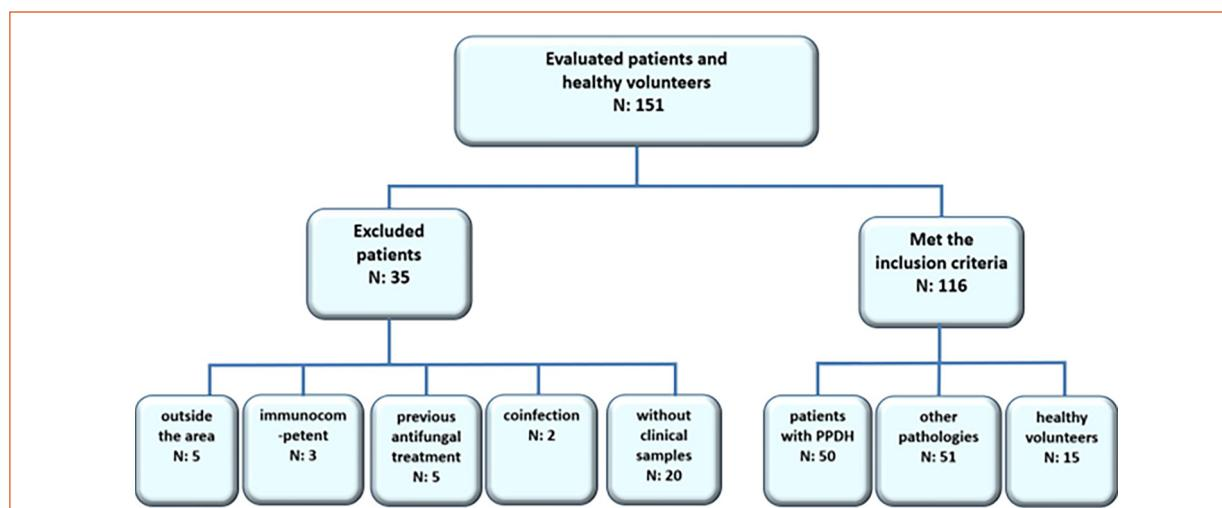 Evaluated patients and
healthy volunteers
N: 151
Excluded
patients
N: 35
Met the
inclusion criteria
N: 116
outside
the area
N: 5
immunocom
-petent
N: 3
previous
antifungal
treatment
N: 5
coinfection
N: 2
without
clinical
samples
N: 20
patients
with PPDH
N: 50
other
pathologies
N: 51
healthy
volunteers
N: 15